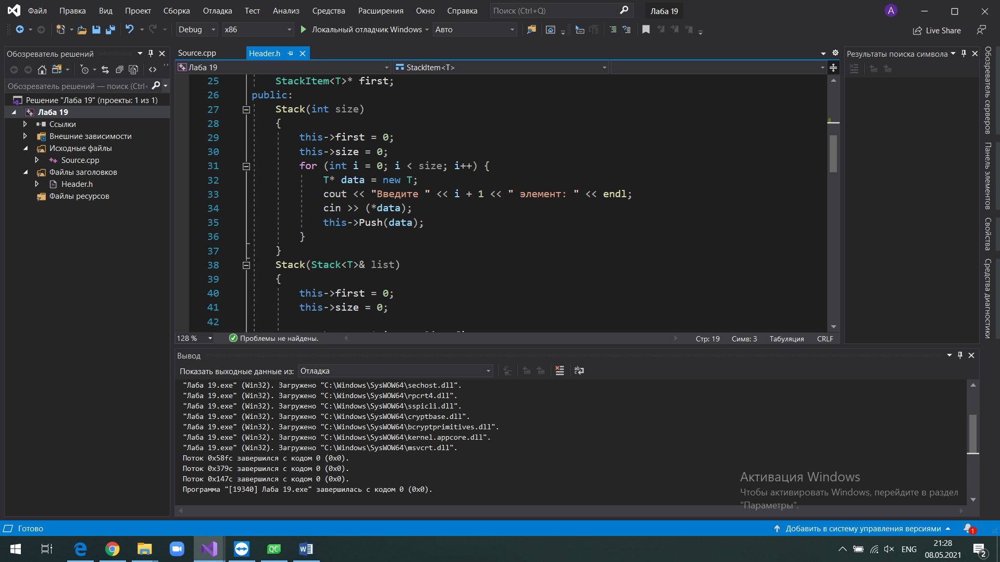 Файл Правка Вид Проект Сборка Отладка Тест Анализ Средства Расширения Окно Справка Поиск (Ctrl+Q) Лаба 19 A
Debug x86 Локальный отладчик Windows Авто Live Share
Обозреватель решений
Обозреватель решений — поиск (Ctrl+
Решение "Лаба 19" (проекты: 1 из 1)
Лаба 19
Ссылки
Внешние зависимости
Исходные файлы
Source.cpp
Файлы заголовков
Header.h
Файлы ресурсов
Source.cpp Header.h
Лаба 19 StackItem<T>
25 StackItem<T>* first;
26 public:
27 Stack(int size)
28 {
29 this->first = 0;
30 this->size = 0;
31 for (int i = 0; i < size; i++) {
32 T* data = new T;
33 cout << "Введите " << i + 1 << " элемент: " << endl;
34 cin >> (*data);
35 this->Push(data);
36 }
37 }
38 Stack(Stack<T>& list)
39 {
40 this->first = 0;
41 this->size = 0;
42
128 % Проблемы не найдены. Стр: 19 Симв: 3 Табуляция CRLF
Результаты поиска символа
Обозреватель серверов
Панель элементов
Свойства
Средства диагностики
Вывод
Показать выходные данные из: Отладка
"Лаба 19.exe" (Win32). Загружено "C:\Windows\SysWOW64\sechost.dll".
"Лаба 19.exe" (Win32). Загружено "C:\Windows\SysWOW64\rpcrt4.dll".
"Лаба 19.exe" (Win32). Загружено "C:\Windows\SysWOW64\sspicli.dll".
"Лаба 19.exe" (Win32). Загружено "C:\Windows\SysWOW64\cryptbase.dll".
"Лаба 19.exe" (Win32). Загружено "C:\Windows\SysWOW64\bcryptprimitives.dll".
"Лаба 19.exe" (Win32). Загружено "C:\Windows\SysWOW64\kernel.appcore.dll".
"Лаба 19.exe" (Win32). Загружено "C:\Windows\SysWOW64\msvcrt.dll".
Поток 0x58fc завершился с кодом 0 (0x0).
Поток 0x379c завершился с кодом 0 (0x0).
Поток 0x147c завершился с кодом 0 (0x0).
Программа "[19340] Лаба 19.exe" завершилась с кодом 0 (0x0).
Активация Windows
Чтобы активировать Windows, перейдите в раздел
"Параметры".
Готово Добавить в систему управления версиями 1
QC ENG 21:28
08.05.2021 2